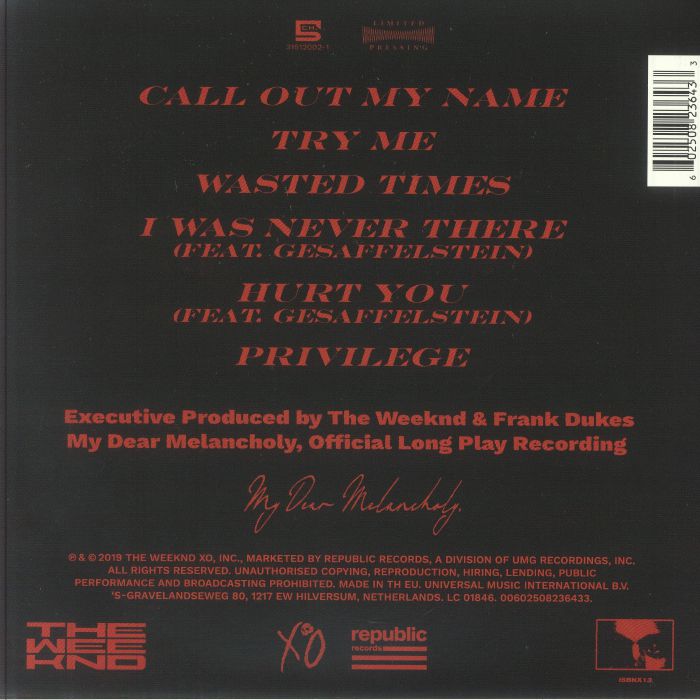 LIMITED
31612002-1
PRESSING
3
6 02508 23643
CALL OUT MY NAME
TRY ME
WASTED TIMES
I WAS NEVER THERE
(FEAT. GESAFFELSTEIN)
HURT YOU
(FEAT. GESAFFELSTEIN)
PRIVILEGE
Executive Produced by The Weeknd & Frank Dukes
My Dear Melancholy, Official Long Play Recording
My Dear Melancholy,
℗ & © 2019 THE WEEKND XO, INC., MARKETED BY REPUBLIC RECORDS, A DIVISION OF UMG RECORDINGS, INC.
ALL RIGHTS RESERVED. UNAUTHORISED COPYING, REPRODUCTION, HIRING, LENDING, PUBLIC
PERFORMANCE AND BROADCASTING PROHIBITED. MADE IN TH EU. UNIVERSAL MUSIC INTERNATIONAL B.V.
'S-GRAVELANDSEWEG 80, 1217 EW HILVERSUM, NETHERLANDS. LC 01846. 00602508236433.
THE
WEE
KND
XO
republic
records
ISBNX13